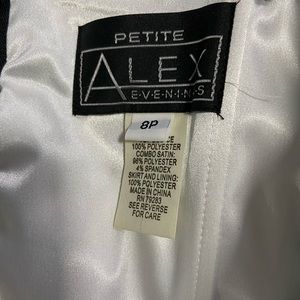 PETITE
ALEX
EVENINGS
8P
100% POLYESTER
COMBO SATIN:
96% POLYESTER
4% SPANDEX
SKIRT AND LINING:
100% POLYESTER
MADE IN CHINA
RN 79283
SEE REVERSE
FOR CARE